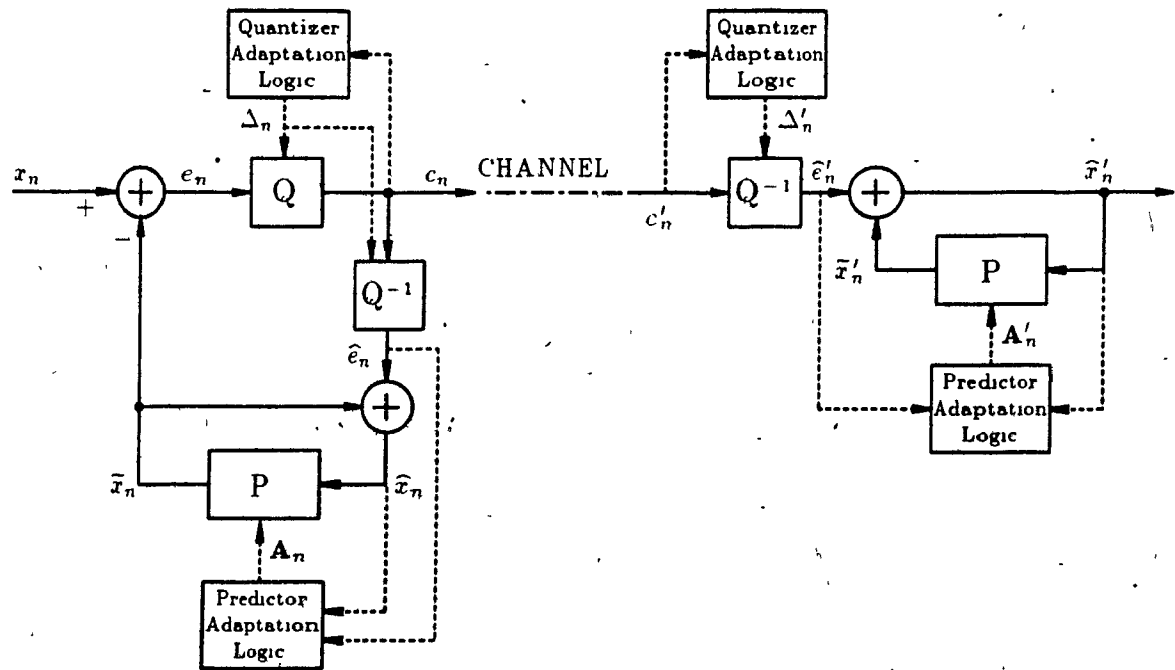 Quantizer
Adaptation
Logic
Quantizer
Adaptation
Logic
Δn
Δ′n
xn
+
+
en
Q
cn
CHANNEL
c′n
Q−1
ê′n
+
x̂′n
−
Q−1
x̃′n
P
ên
A′n
+
Predictor
Adaptation
Logic
x̃n
P
x̂n
An
Predictor
Adaptation
Logic